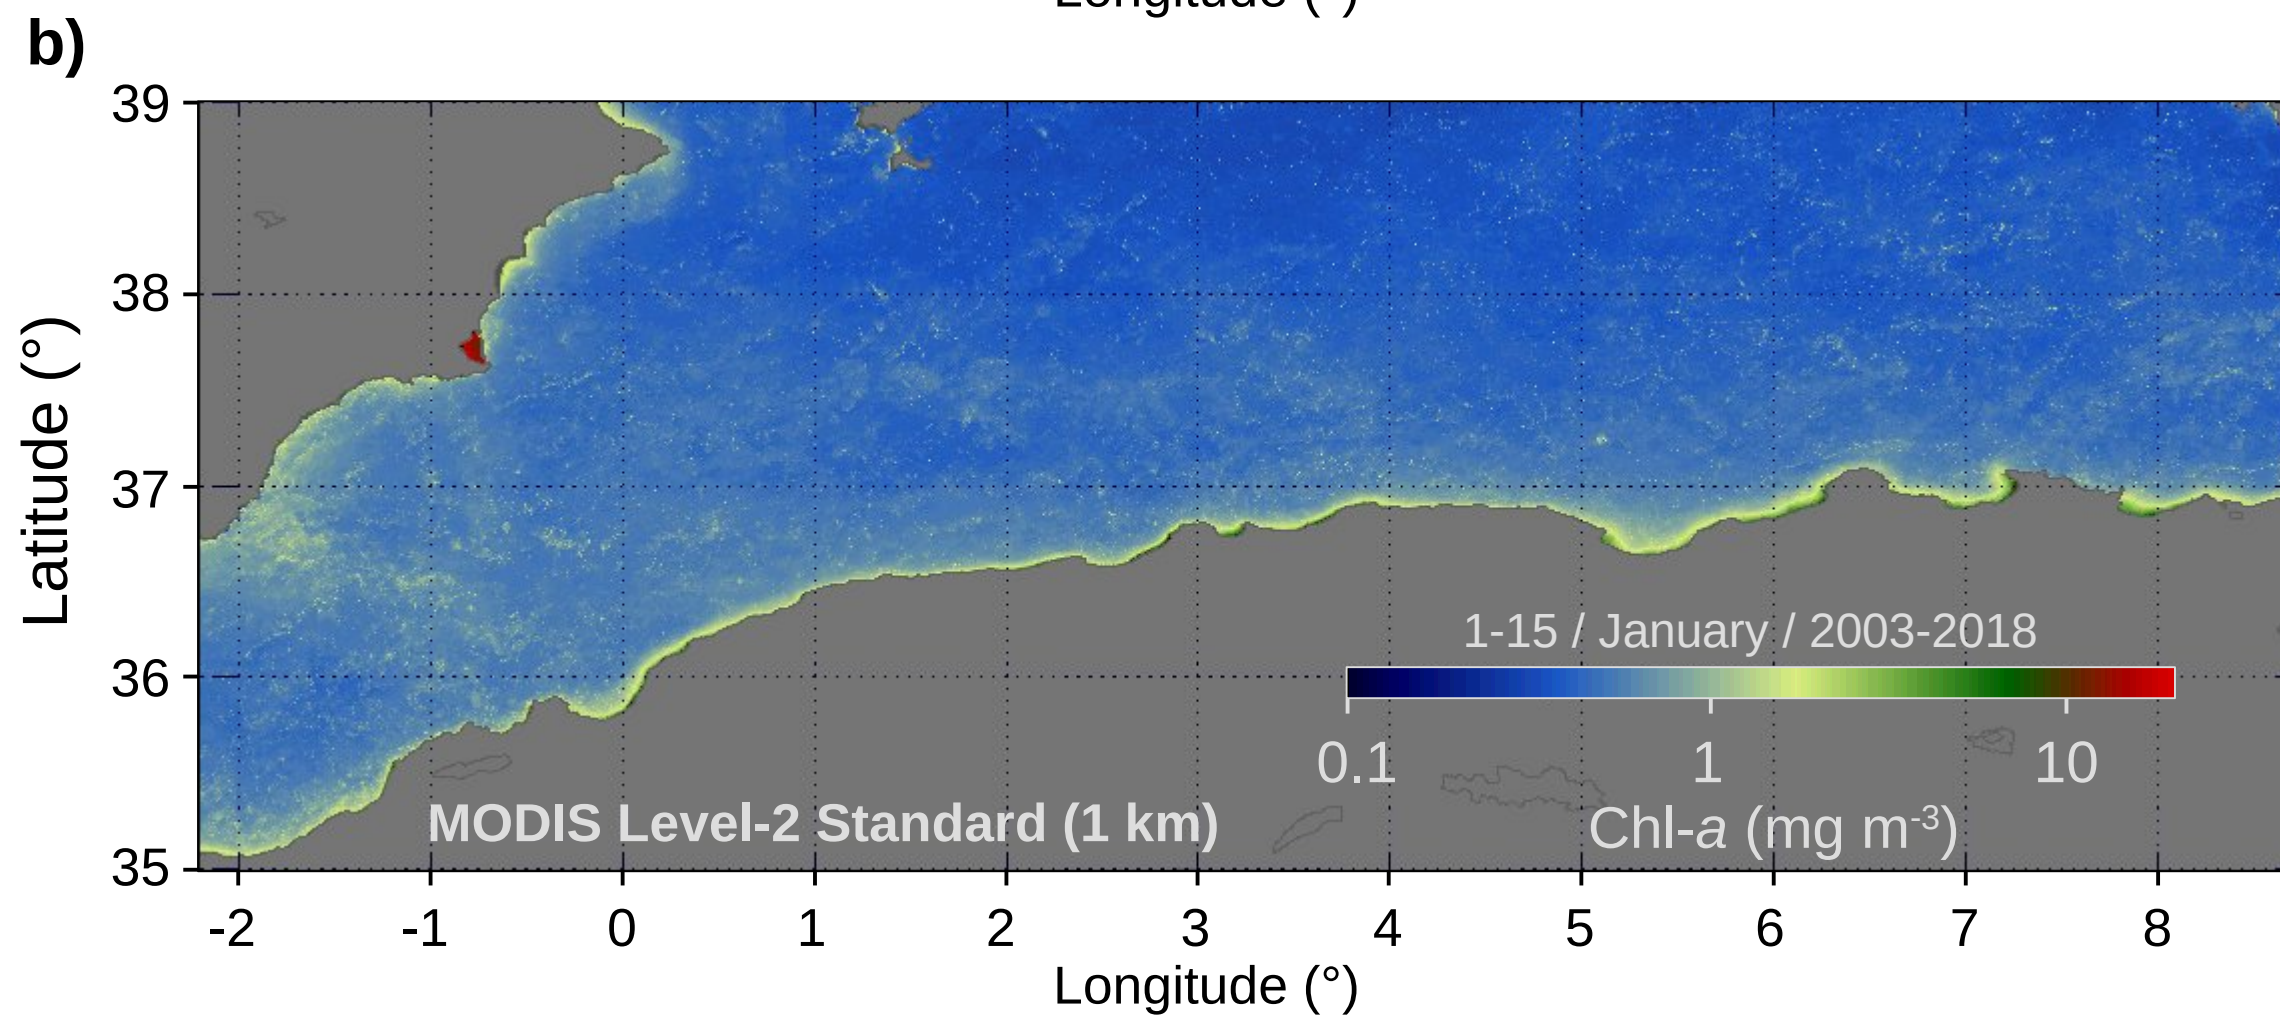 Longitude (°)
b)
39
38
37
36
35
Latitude (°)
1-15 / January / 2003-2018
0.1 1 10
Chl-a (mg m-3)
MODIS Level-2 Standard (1 km)
-2 -1 0 1 2 3 4 5 6 7 8
Longitude (°)